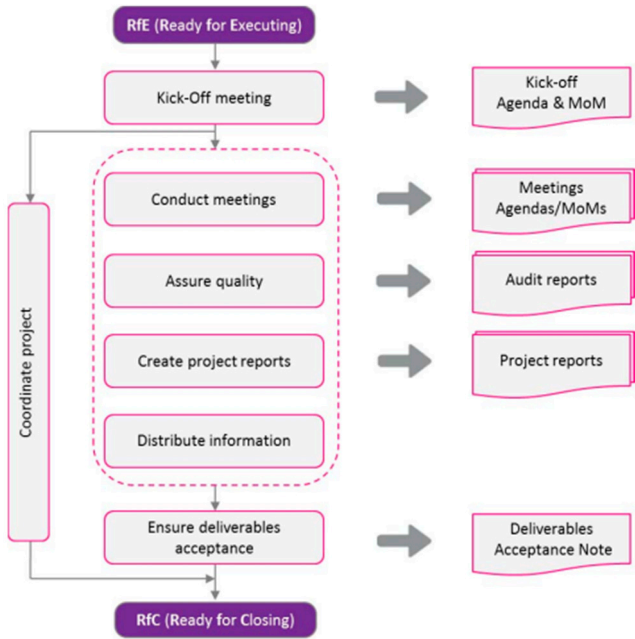 RfE (Ready for Executing)
Kick-Off meeting
Kick-off
Agenda & MoM
Conduct meetings
Meetings
Agendas/MoMs
Assure quality
Audit reports
Create project reports
Project reports
Distribute information
Coordinate project
Ensure deliverables
acceptance
Deliverables
Acceptance Note
RfC (Ready for Closing)